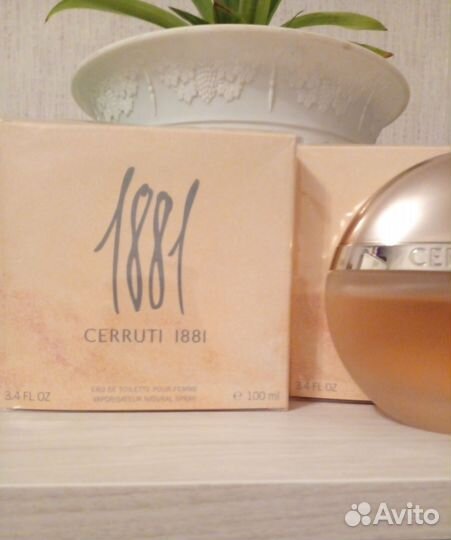 1881
CERRUTI 1881
EAU DE TOILETTE POUR FEMME
VAPORISATEUR NATURAL SPRAY
3.4 FL OZ
e 100 ml
3.4 FL OZ
CER
Avito